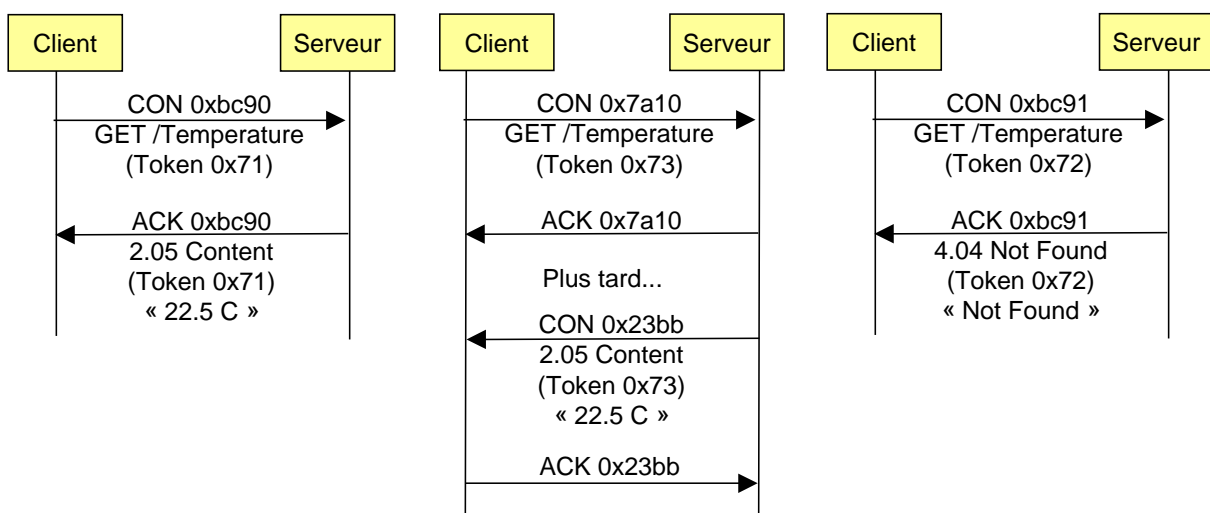 Client
Serveur
CON 0xbc90
GET /Temperature
(Token 0x71)
ACK 0xbc90
2.05 Content
(Token 0x71)
« 22.5 C »
Client
Serveur
CON 0x7a10
GET /Temperature
(Token 0x73)
ACK 0x7a10
Plus tard...
CON 0x23bb
2.05 Content
(Token 0x73)
« 22.5 C »
ACK 0x23bb
Client
Serveur
CON 0xbc91
GET /Temperature
(Token 0x72)
ACK 0xbc91
4.04 Not Found
(Token 0x72)
« Not Found »